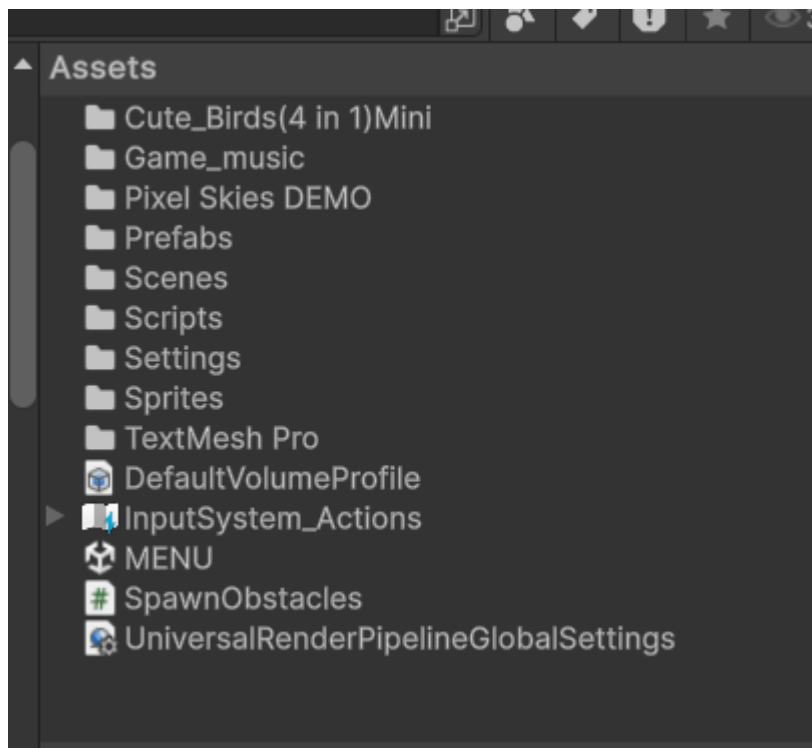 Assets
Cute_Birds(4 in 1)Mini
Game_music
Pixel Skies DEMO
Prefabs
Scenes
Scripts
Settings
Sprites
TextMesh Pro
DefaultVolumeProfile
InputSystem_Actions
MENU
SpawnObstacles
UniversalRenderPipelineGlobalSettings